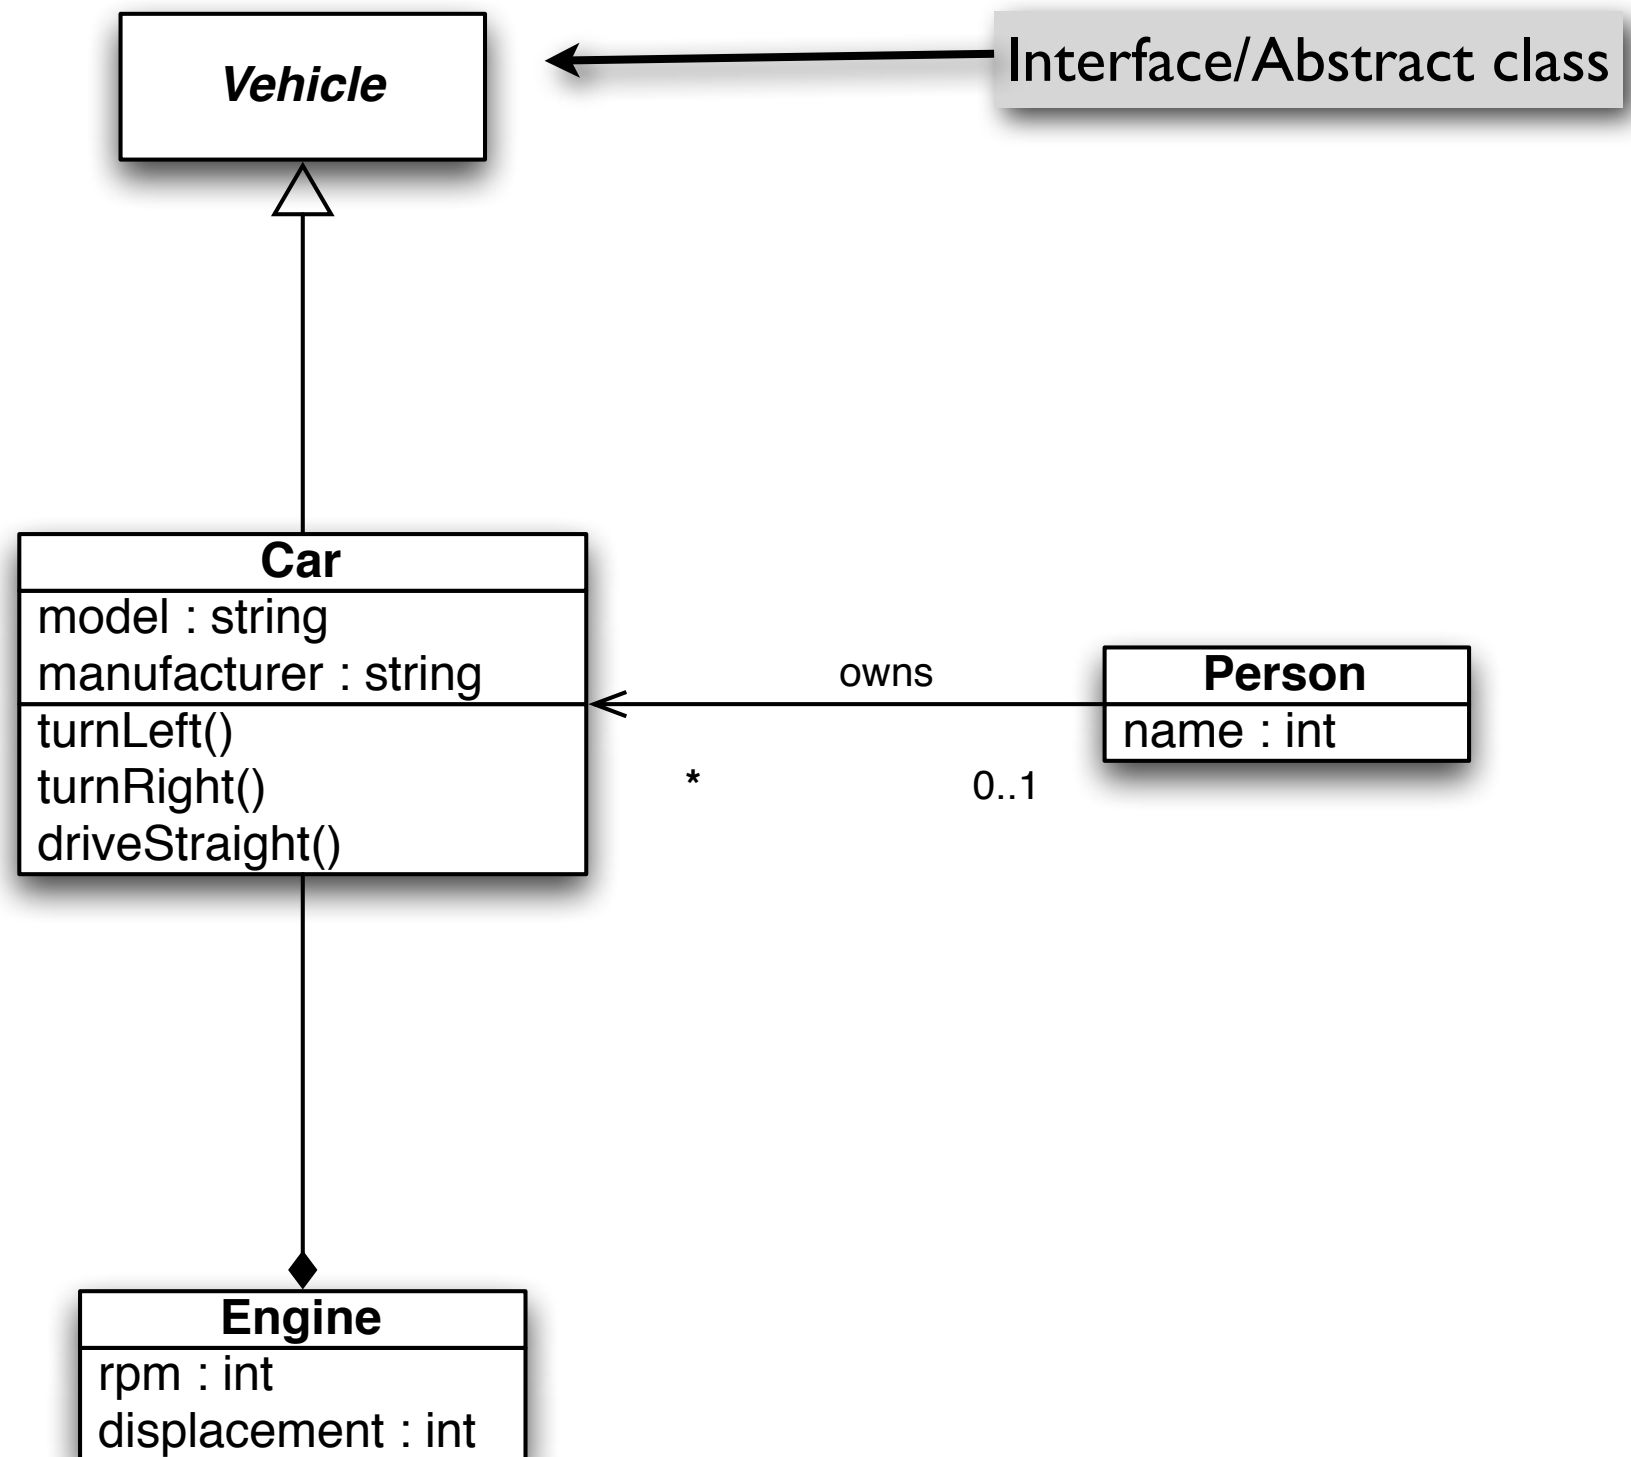 Vehicle
Interface/Abstract class
Car
model : string
manufacturer : string
turnLeft()
turnRight()
driveStraight()
owns
*
0..1
Person
name : int
Engine
rpm : int
displacement : int